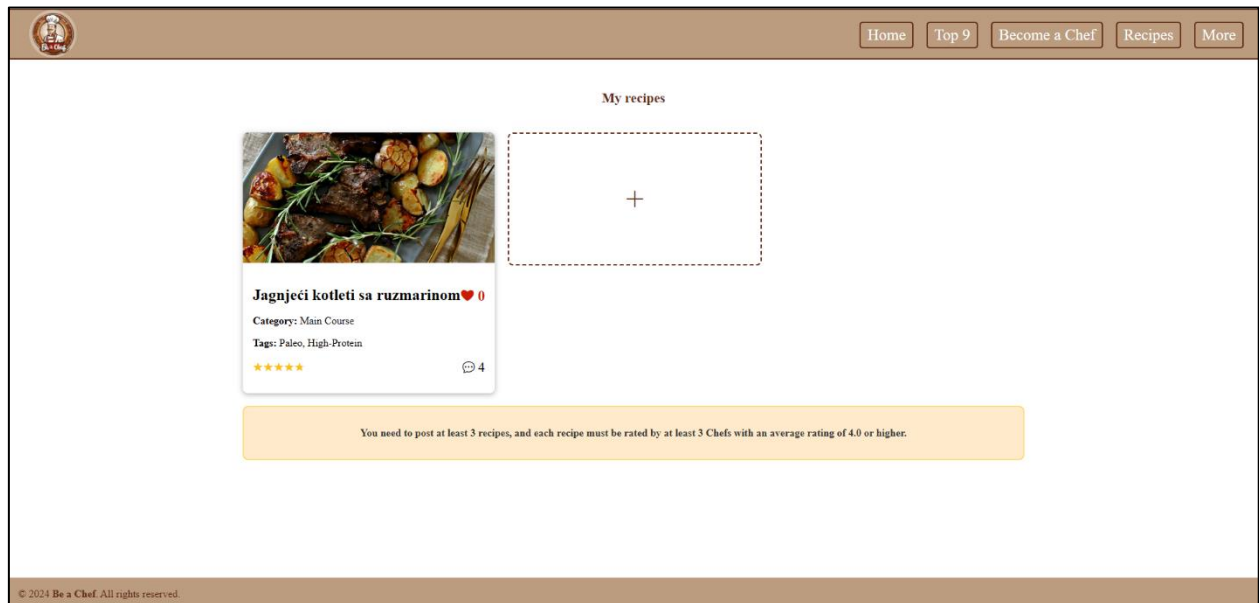 Be a Chef
Home
Top 9
Become a Chef
Recipes
More
My recipes
Jagnjeći kotleti sa ruzmarinom
0
Category: Main Course
Tags: Paleo, High-Protein
★★★★★
4
You need to post at least 3 recipes, and each recipe must be rated by at least 3 Chefs with an average rating of 4.0 or higher.
© 2024 Be a Chef. All rights reserved.